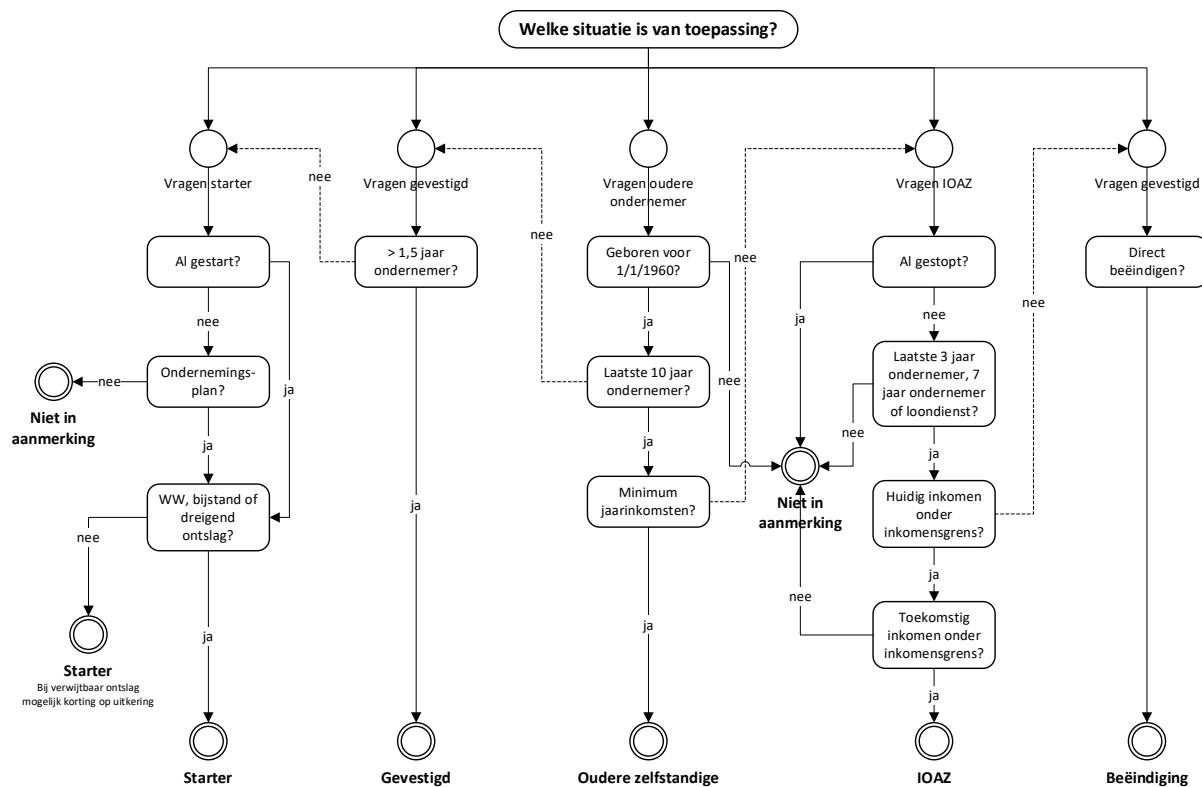 Welke situatie is van toepassing?
Vragen starter
nee
Vragen gevestigd
Vragen oudere
ondernemer
nee
Vragen IOAZ
nee
nee
Vragen gevestigd
Al gestart?
> 1,5 jaar
ondernemer?
Geboren voor
1/1/1960?
Al gestopt?
Direct
beëindigen?
nee
ja
ja
nee
Ondernemings-
plan?
nee
Niet in
aanmerking
ja
Laatste 10 jaar
ondernemer?
nee
Laatste 3 jaar
ondernemer, 7
jaar ondernemer
of loondienst?
nee
ja
ja
ja
WW, bijstand of
dreigend
ontslag?
nee
ja
Minimum
jaarinkomsten?
Niet in
aanmerking
Huidig inkomen
onder
inkomensgrens?
ja
nee
Toekomstig
inkomen onder
inkomensgrens?
Starter
Bij verwijtbaar ontslag
mogelijk korting op uitkering
ja
ja
ja
Starter
Gevestigd
Oudere zelfstandige
IOAZ
Beëindiging